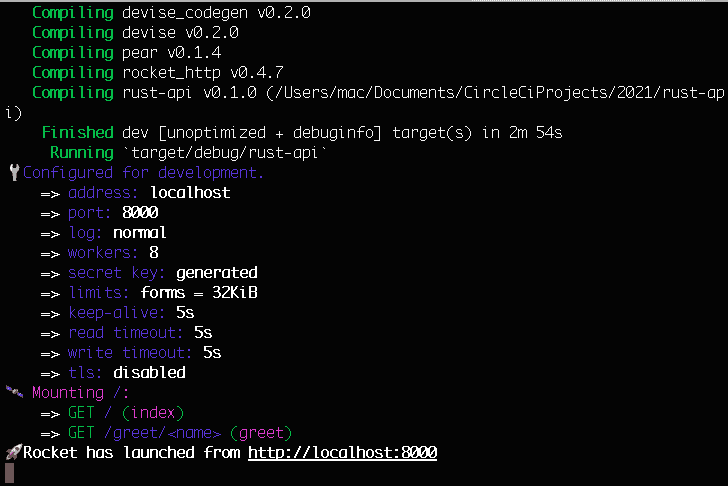 Compiling devise_codegen v0.2.0
Compiling devise v0.2.0
Compiling pear v0.1.4
Compiling rocket_http v0.4.7
Compiling rust-api v0.1.0 (/Users/mac/Documents/CircleCiProjects/2021/rust-ap
i)
Finished dev [unoptimized + debuginfo] target(s) in 2m 54s
Running `target/debug/rust-api`
🔧Configured for development.
=> address: localhost
=> port: 8000
=> log: normal
=> workers: 8
=> secret key: generated
=> limits: forms = 32KiB
=> keep-alive: 5s
=> read timeout: 5s
=> write timeout: 5s
=> tls: disabled
🛰 Mounting /:
=> GET / (index)
=> GET /greet/<name> (greet)
🚀Rocket has launched from http://localhost:8000